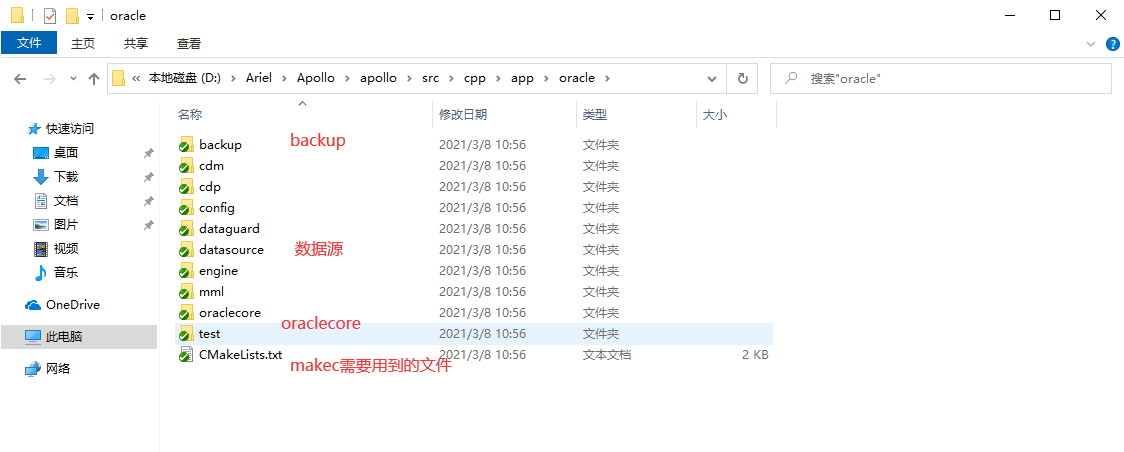 oracle
文件 主页 共享 查看
« 本地磁盘 (D:) › Ariel › Apollo › apollo › src › cpp › app › oracle ›
搜索"oracle"
快速访问
桌面
下载
文档
图片
视频
音乐
OneDrive
此电脑
网络
名称 修改日期 类型 大小
backup backup 2021/3/8 10:56 文件夹
cdm 2021/3/8 10:56 文件夹
cdp 2021/3/8 10:56 文件夹
config 2021/3/8 10:56 文件夹
dataguard 2021/3/8 10:56 文件夹
datasource 数据源 2021/3/8 10:56 文件夹
engine 2021/3/8 10:56 文件夹
mml 2021/3/8 10:56 文件夹
oraclecore 2021/3/8 10:56 文件夹
oraclecore
test 2021/3/8 10:56 文件夹
CMakeLists.txt 2021/3/8 10:56 文本文档 2 KB
makec需要用到的文件